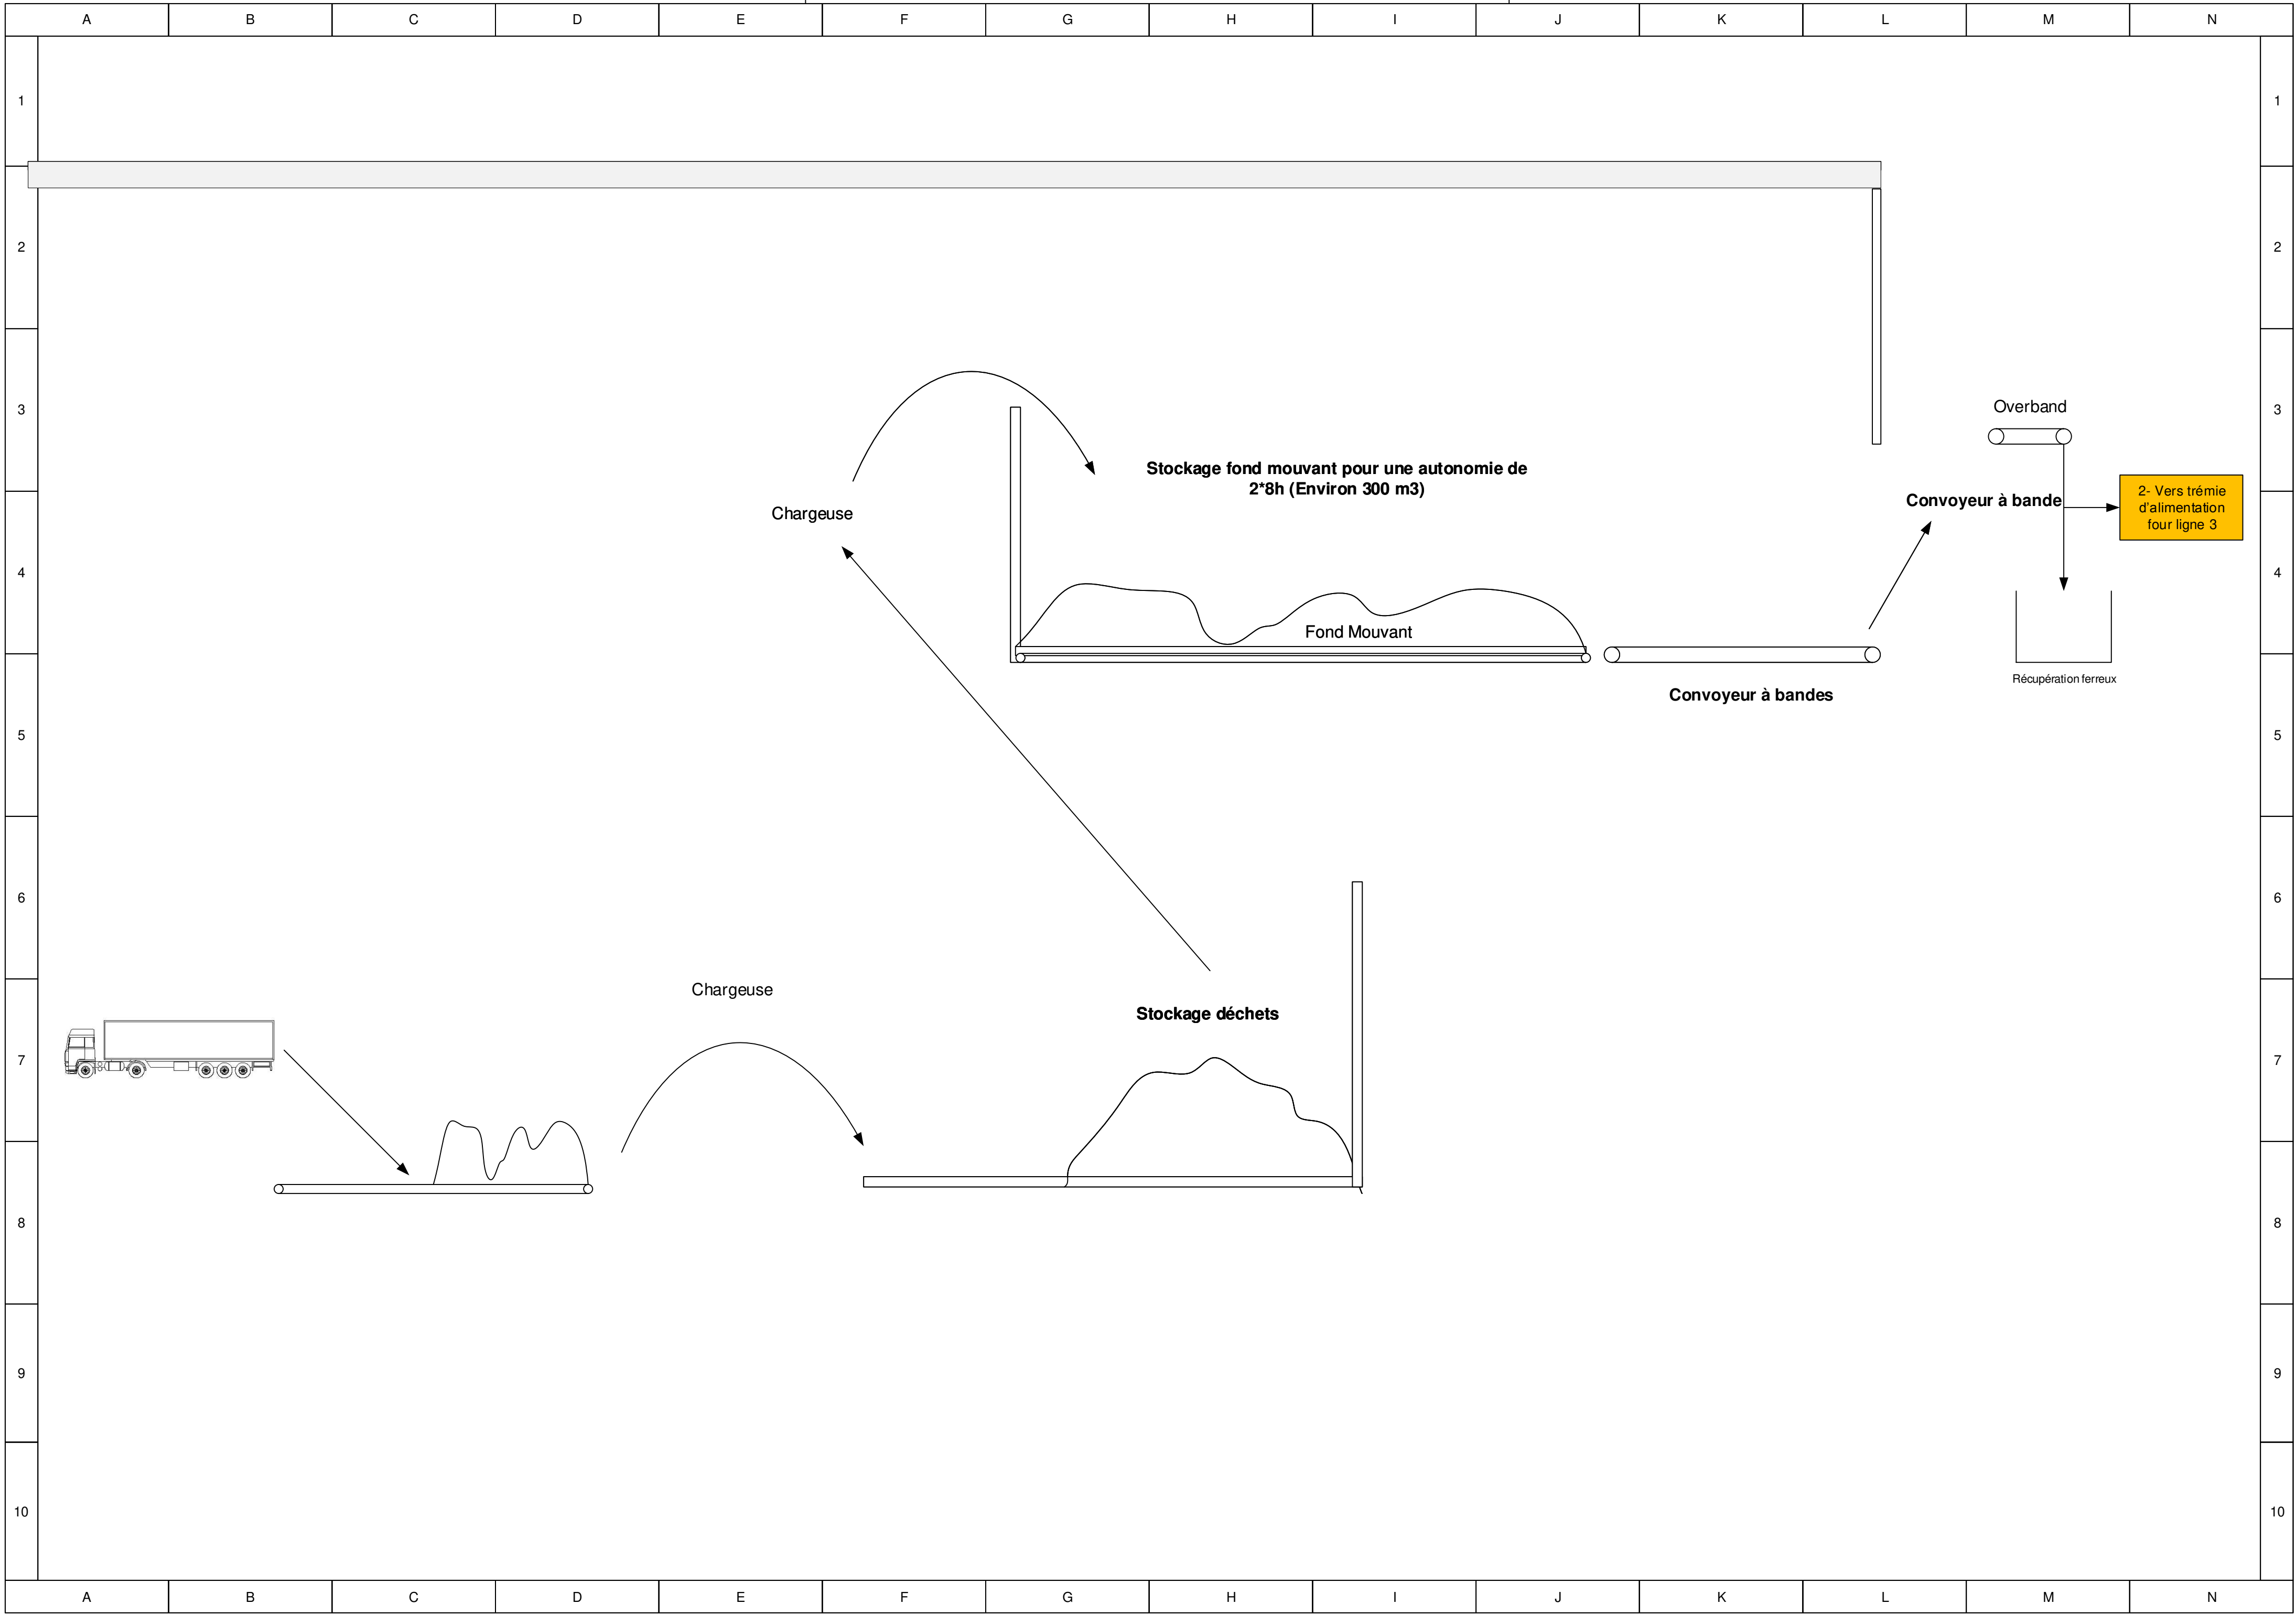 A B C D E F G H I J K L M N
1 1
2 2
3 3
Overband
Stockage fond mouvant pour une autonomie de
2*8h (Environ 300 m3)
Chargeuse
Convoyeur à bande
2- Vers trémie
d'alimentation
four ligne 3
4 4
Fond Mouvant
Récupération ferreux
Convoyeur à bandes
5 5
6 6
Chargeuse
Stockage déchets
7 7
8 8
9 9
10 10
A B C D E F G H I J K L M N